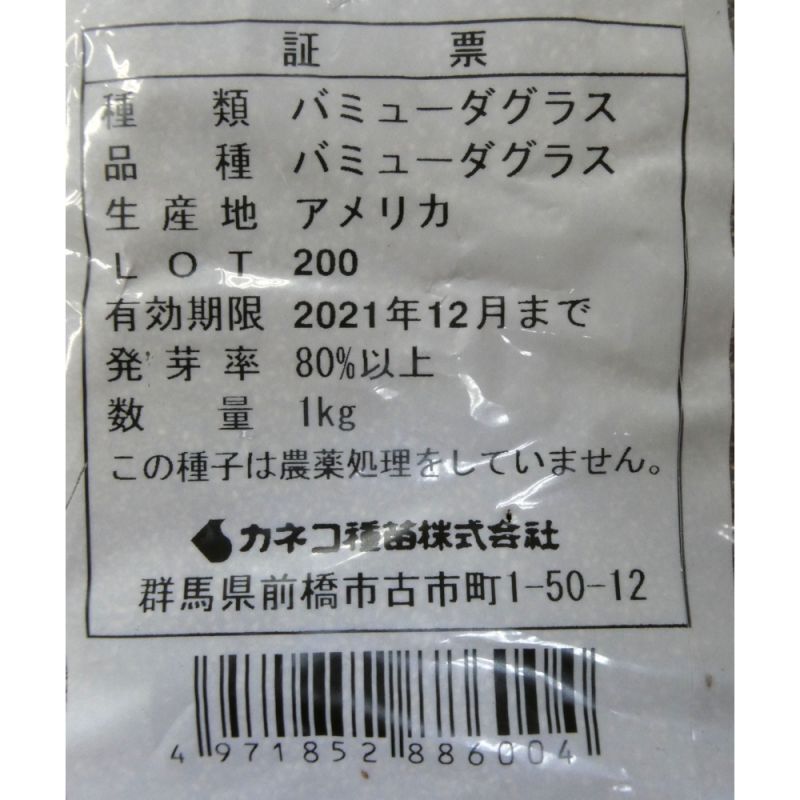 証 票
種 類 バミューダグラス
品 種 バミューダグラス
生産地 アメリカ
LOT 200
有効期限 2021年12月まで
発芽率 80%以上
数 量 1kg
この種子は農薬処理をしていません。
カネコ種苗株式会社
群馬県前橋市古市町1-50-12
4971852886004